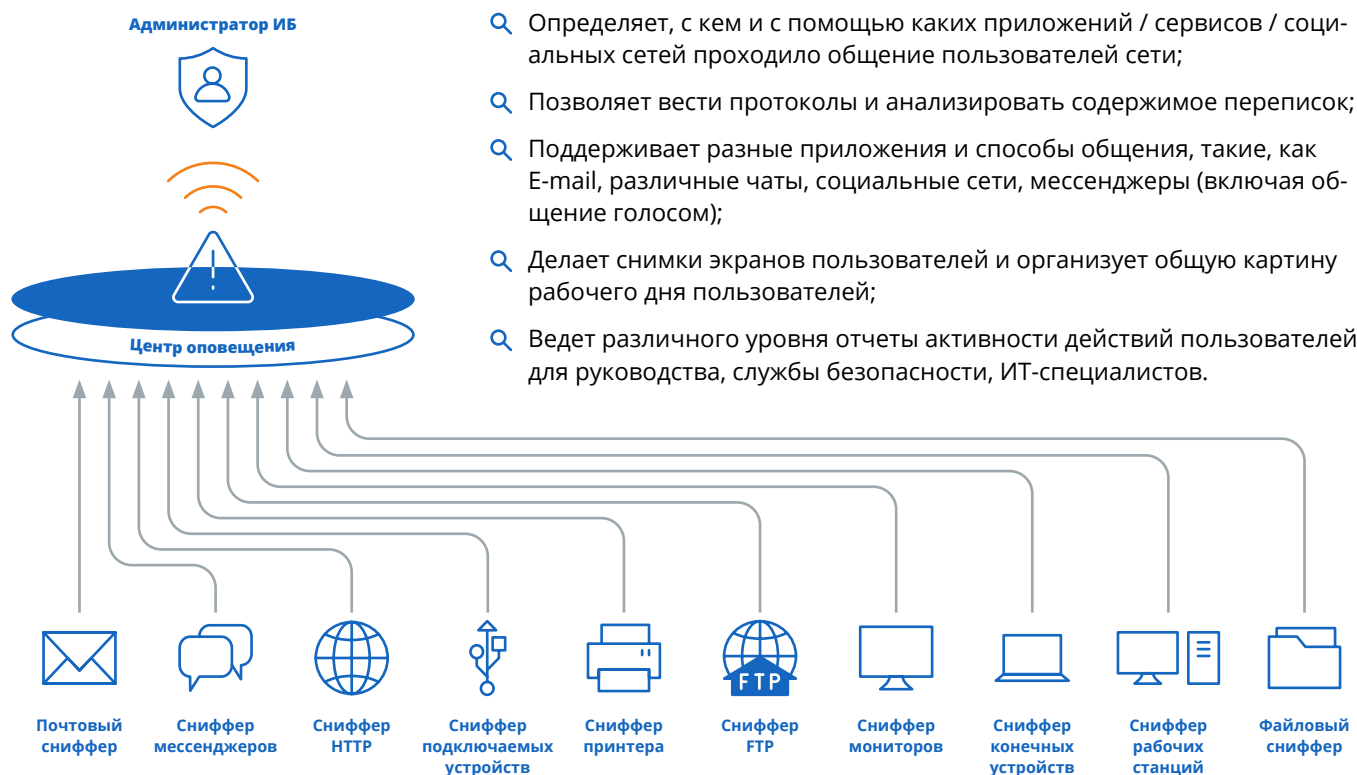 Администратор ИБ
Определяет, с кем и с помощью каких приложений / сервисов / соци-
альных сетей проходило общение пользователей сети;
Позволяет вести протоколы и анализировать содержимое переписок;
Поддерживает разные приложения и способы общения, такие, как
E-mail, различные чаты, социальные сети, мессенджеры (включая об-
щение голосом);
Делает снимки экранов пользователей и организует общую картину
рабочего дня пользователей;
Ведет различного уровня отчеты активности действий пользователей
для руководства, службы безопасности, ИТ-специалистов.
Центр оповещения
FTP
Почтовый
сниффер
Сниффер
мессенджеров
Сниффер
HTTP
Сниффер
подключаемых
устройств
Сниффер
принтера
Сниффер
FTP
Сниффер
мониторов
Сниффер
конечных
устройств
Сниффер
рабочих
станций
Файловый
сниффер